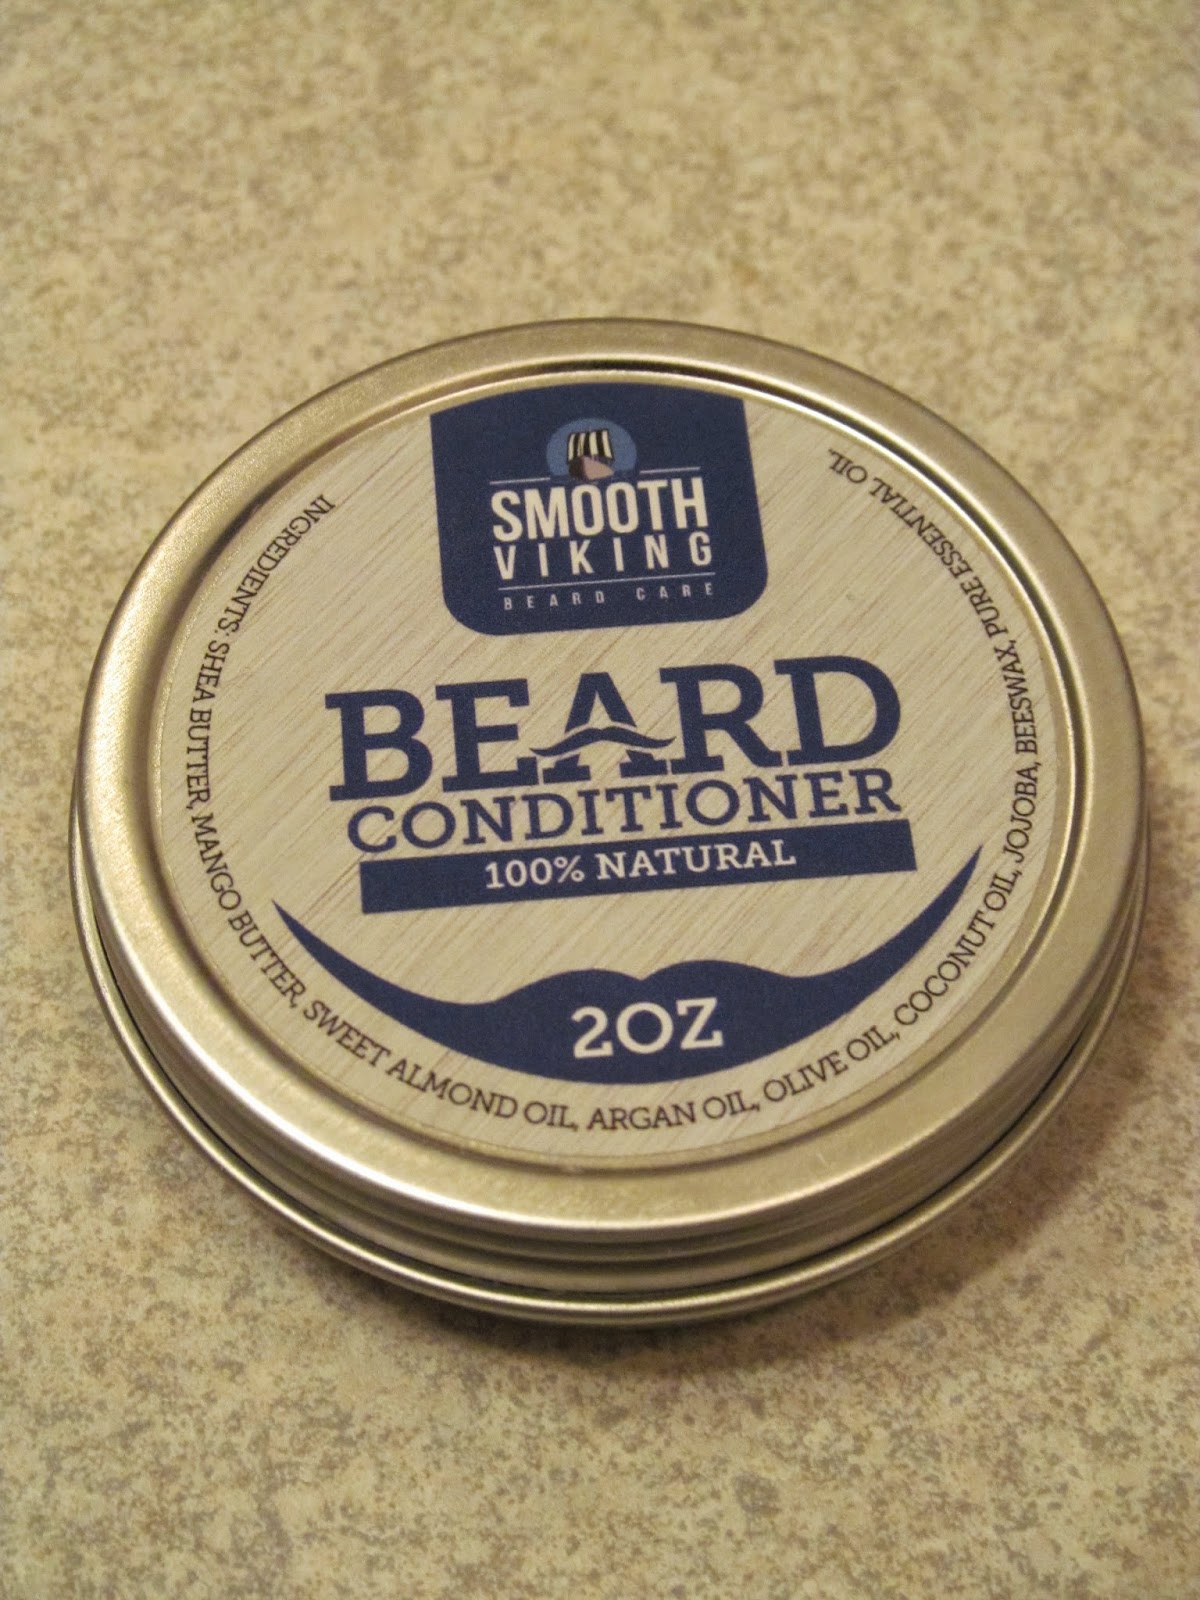 SMOOTH
VIKING
BEARD CARE
BEARD
CONDITIONER
100% NATURAL
2OZ
INGREDIENTS: SHEA BUTTER, MANGO BUTTER, SWEET ALMOND OIL, ARGAN OIL, OLIVE OIL, COCONUT OIL, JOJOBA, BEESWAX, PURE ESSENTIAL OIL